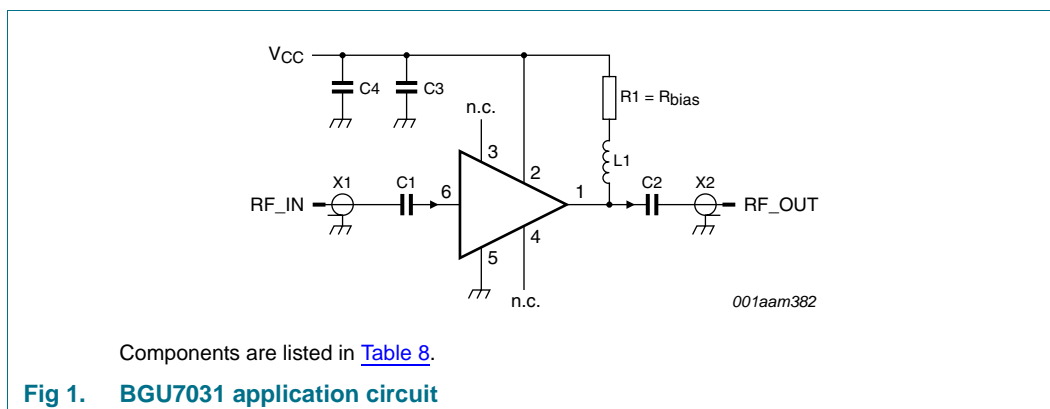 VCC
C4
C3
R1 = Rbias
n.c.
3
L1
2
X1
C1
6
1
C2
X2
RF_IN
RF_OUT
4
5
n.c.
001aam382
Components are listed in Table 8.
Fig 1. BGU7031 application circuit